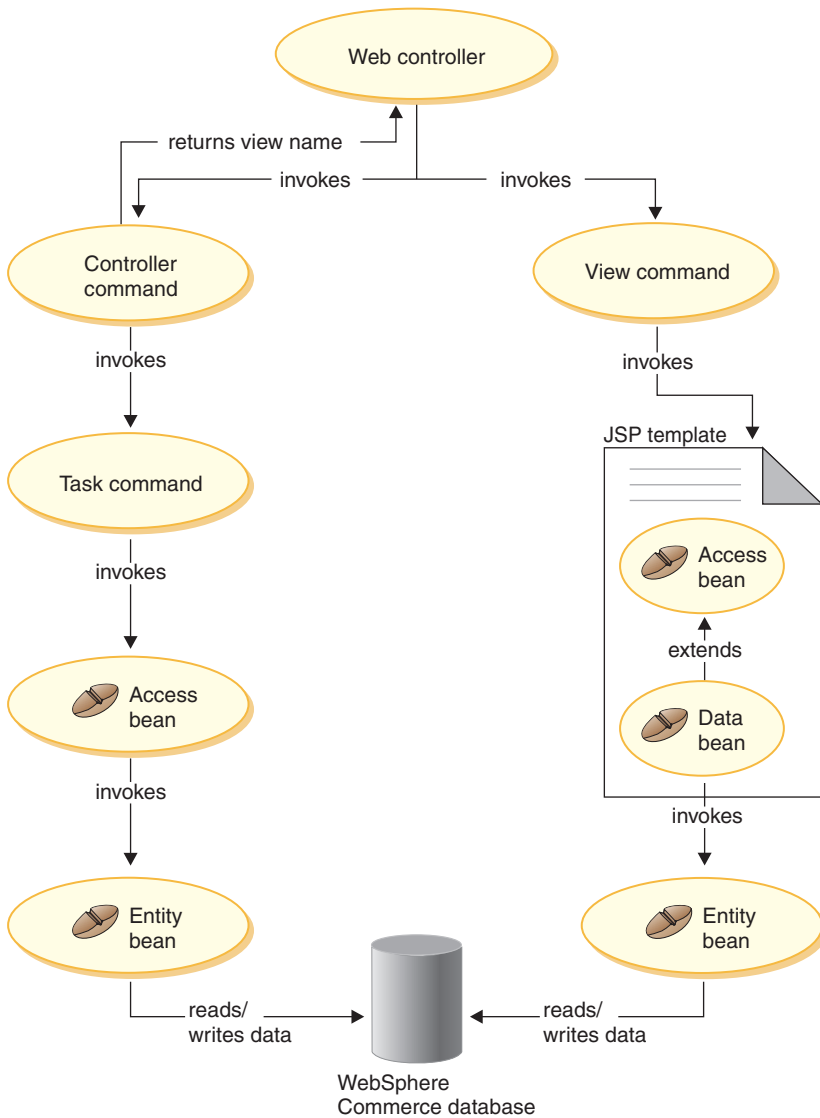 Web controller
returns view name
invokes
invokes
Controller
command
View command
invokes
invokes
JSP template
Task command
Access
bean
invokes
extends
Access
bean
Data
bean
invokes
invokes
Entity
bean
Entity
bean
reads/
writes data
reads/
writes data
WebSphere
Commerce database